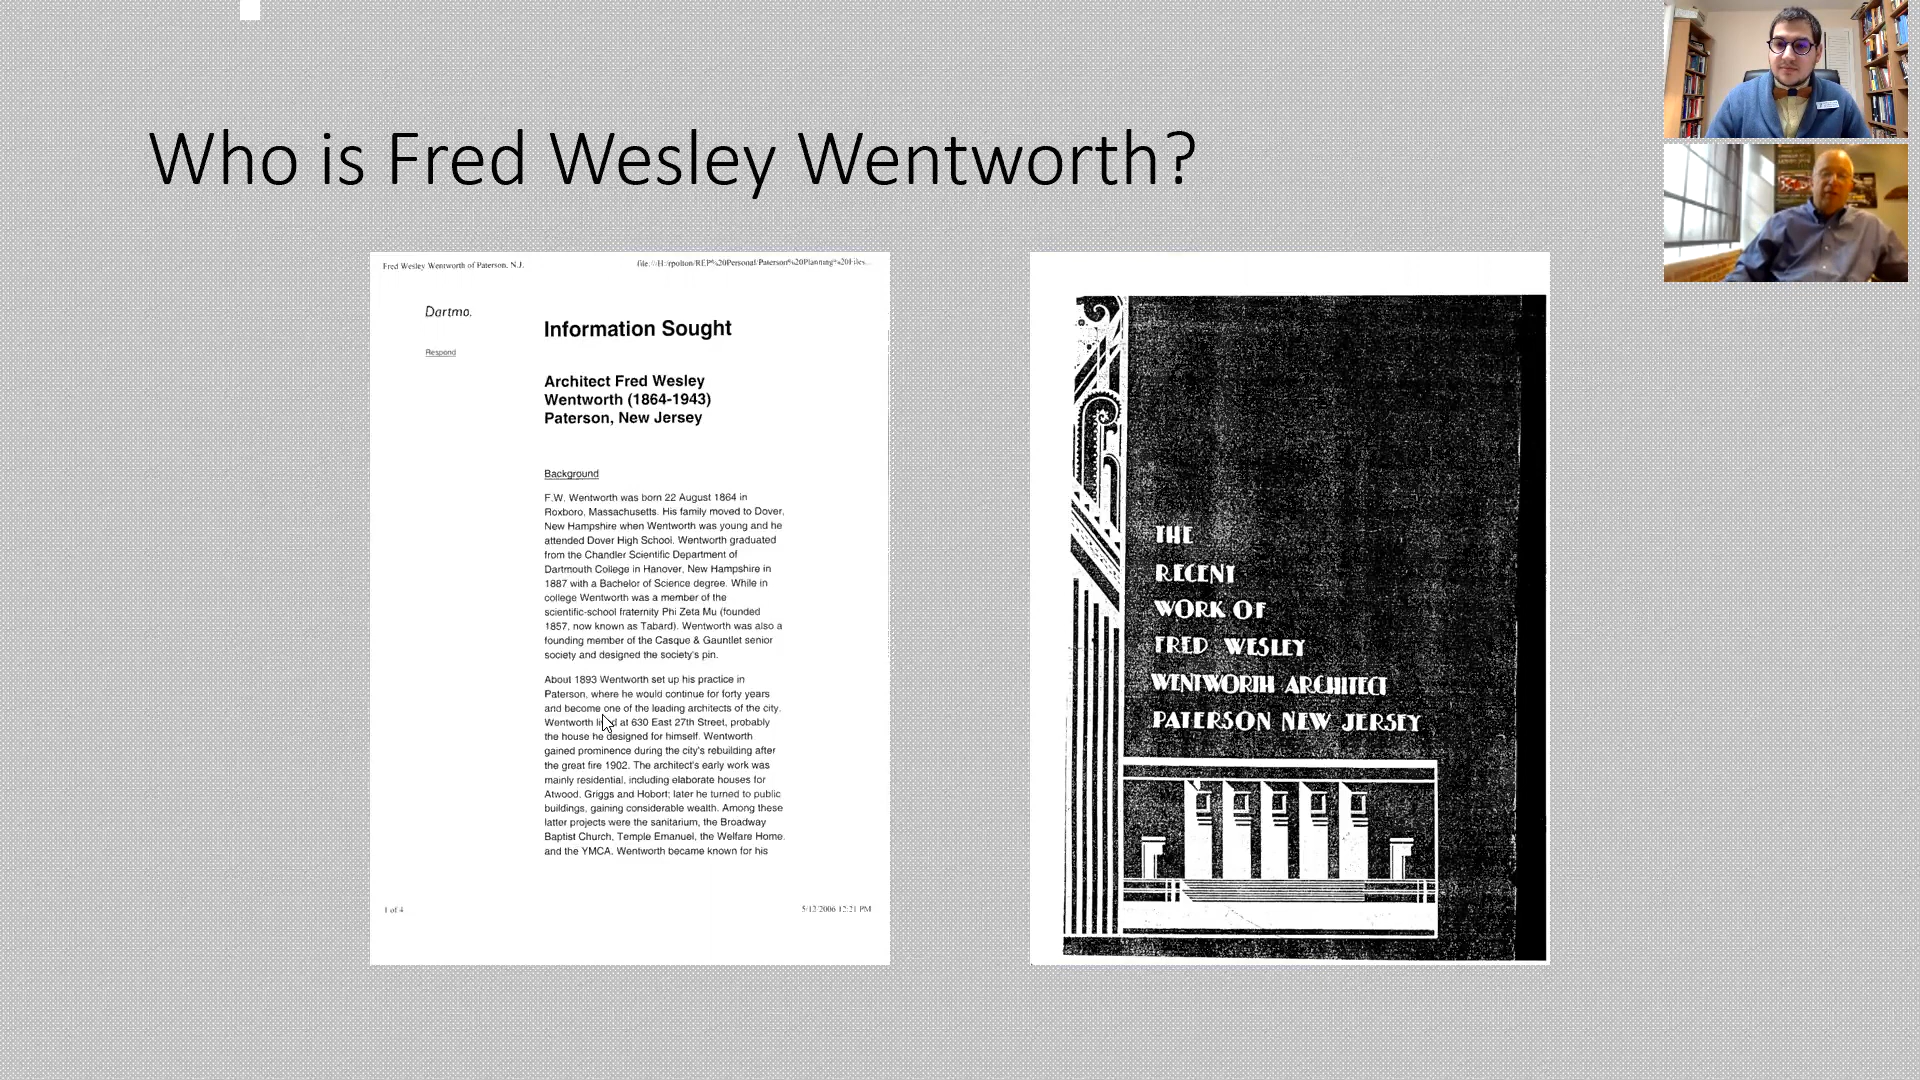 Who is Fred Wesley Wentworth?
Fred Wesley Wentworth of Paterson, N.J.
file:///H:/rpolton/REP%20Personal/Paterson%20Planning%20Files...
Dartmo.
Respond
Information Sought
Architect Fred Wesley
Wentworth (1864-1943)
Paterson, New Jersey
Background
F.W. Wentworth was born 22 August 1864 in
Roxboro, Massachusetts. His family moved to Dover,
New Hampshire when Wentworth was young and he
attended Dover High School. Wentworth graduated
from the Chandler Scientific Department of
Dartmouth College in Hanover, New Hampshire in
1887 with a Bachelor of Science degree. While in
college Wentworth was a member of the
scientific-school fraternity Phi Zeta Mu (founded
1857, now known as Tabard). Wentworth was also a
founding member of the Casque & Gauntlet senior
society and designed the society's pin.
About 1893 Wentworth set up his practice in
Paterson, where he would continue for forty years
and become one of the leading architects of the city.
Wentworth lived at 630 East 27th Street, probably
the house he designed for himself. Wentworth
gained prominence during the city's rebuilding after
the great fire 1902. The architect's early work was
mainly residential, including elaborate houses for
Atwood, Griggs and Hobort; later he turned to public
buildings, gaining considerable wealth. Among these
latter projects were the sanitarium, the Broadway
Baptist Church, Temple Emanuel, the Welfare Home,
and the YMCA. Wentworth became known for his
1 of 4
5/12/2006 12:21 PM
THE
RECENT
WORK OF
FRED WESLEY
WENTWORTH ARCHITECT
PATERSON NEW JERSEY